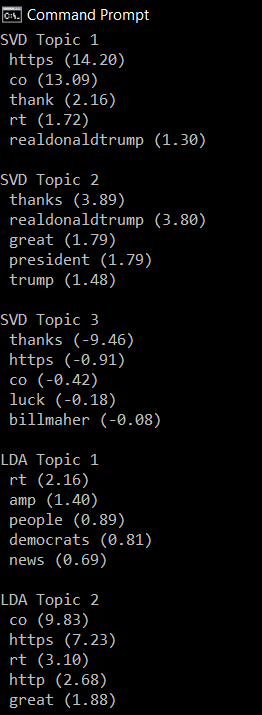 C:\. Command Prompt
SVD Topic 1
https (14.20)
co (13.09)
thank (2.16)
rt (1.72)
realdonaldtrump (1.30)
SVD Topic 2
thanks (3.89)
realdonaldtrump (3.80)
great (1.79)
president (1.79)
trump (1.48)
SVD Topic 3
thanks (-9.46)
https (-0.91)
co (-0.42)
luck (-0.18)
billmaher (-0.08)
LDA Topic 1
rt (2.16)
amp (1.40)
people (0.89)
democrats (0.81)
news (0.69)
LDA Topic 2
co (9.83)
https (7.23)
rt (3.10)
http (2.68)
great (1.88)